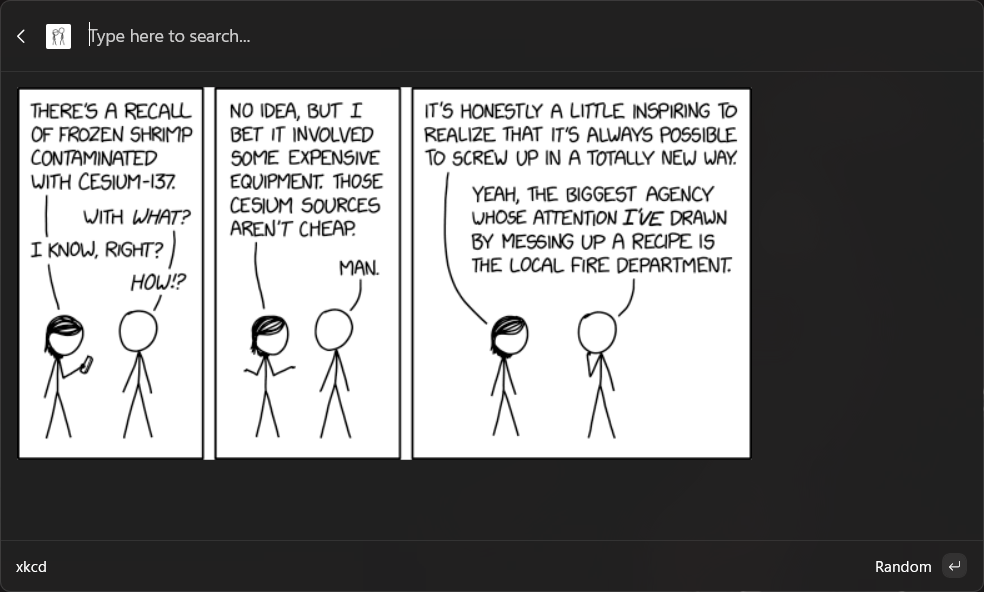 Type here to search...
THERE'S A RECALL
OF FROZEN SHRIMP
CONTAMINATED
WITH CESIUM-137.
WITH WHAT?
I KNOW, RIGHT?
HOW!?
NO IDEA, BUT I
BET IT INVOLVED
SOME EXPENSIVE
EQUIPMENT. THOSE
CESIUM SOURCES
AREN'T CHEAP.
MAN.
IT'S HONESTLY A LITTLE INSPIRING TO
REALIZE THAT IT'S ALWAYS POSSIBLE
TO SCREW UP IN A TOTALLY NEW WAY.
YEAH, THE BIGGEST AGENCY
WHOSE ATTENTION I'VE DRAWN
BY MESSING UP A RECIPE IS
THE LOCAL FIRE DEPARTMENT.
xkcd
Random